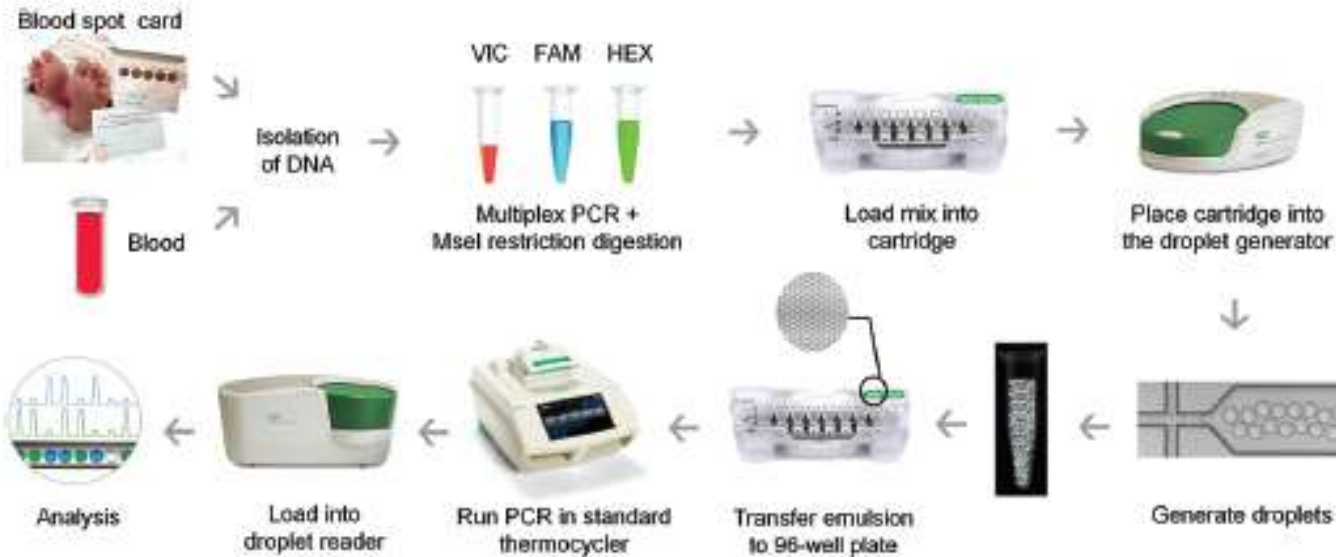 Blood spot card
VIC FAM HEX
Isolation
of DNA
Blood
Multiplex PCR +
MseI restriction digestion
Load mix into
cartridge
Place cartridge into
the droplet generator
Analysis
Load into
droplet reader
Run PCR in standard
thermocycler
Transfer emulsion
to 96-well plate
Generate droplets